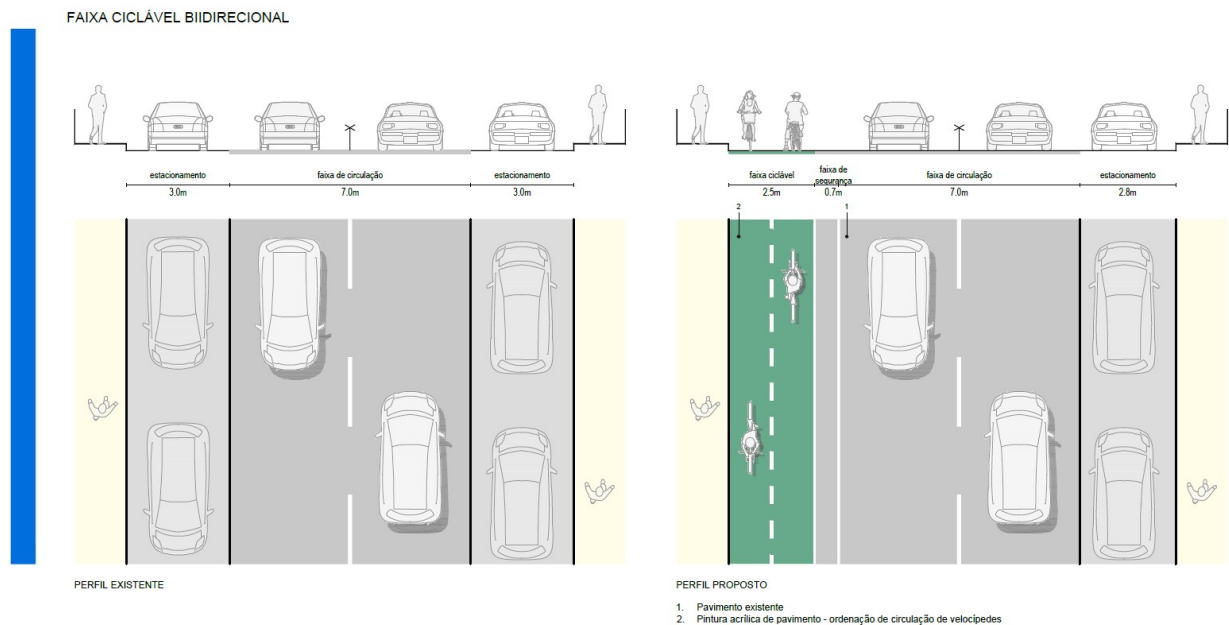 FAIXA CICLÁVEL BIIDIRECIONAL
estacionamento
faixa de circulação
estacionamento
3.0m
7.0m
3.0m
PERFIL EXISTENTE
faixa ciclável
faixa de
segurança
faixa de circulação
estacionamento
2.5m
0.7m
7.0m
2.8m
2
1
PERFIL PROPOSTO
1. Pavimento existente
2. Pintura acrílica de pavimento - ordenação de circulação de velocípedes